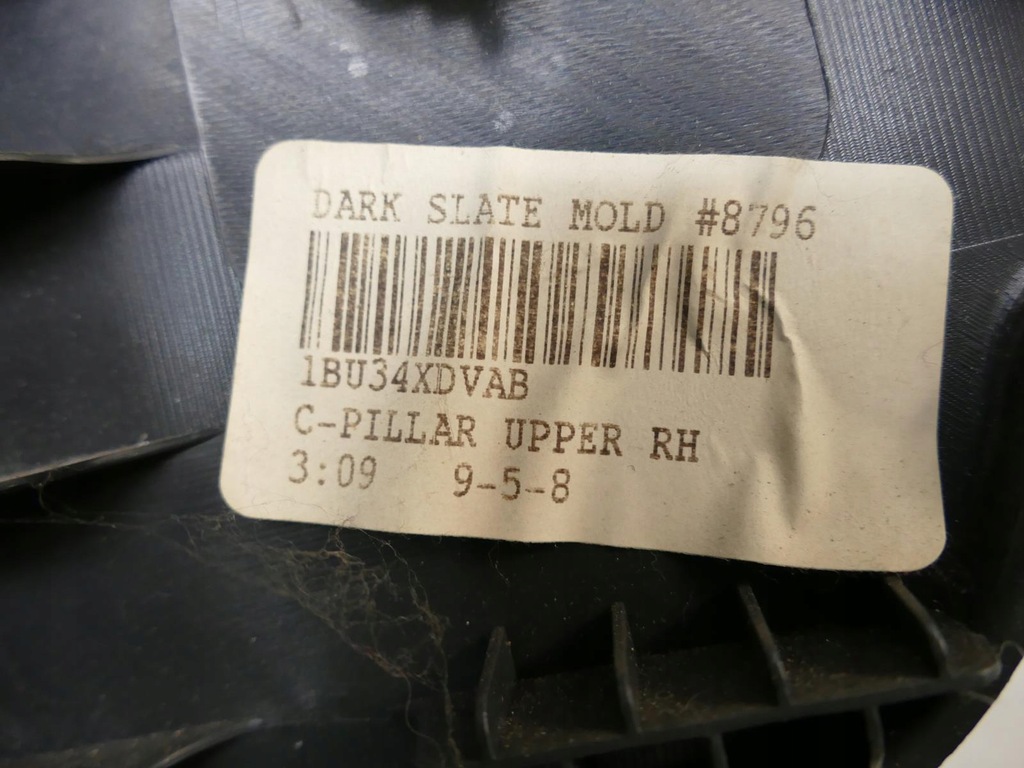 DARK SLATE MOLD #8796
1BU34XDVAB
C-PILLAR UPPER RH
3:09 9-5-8